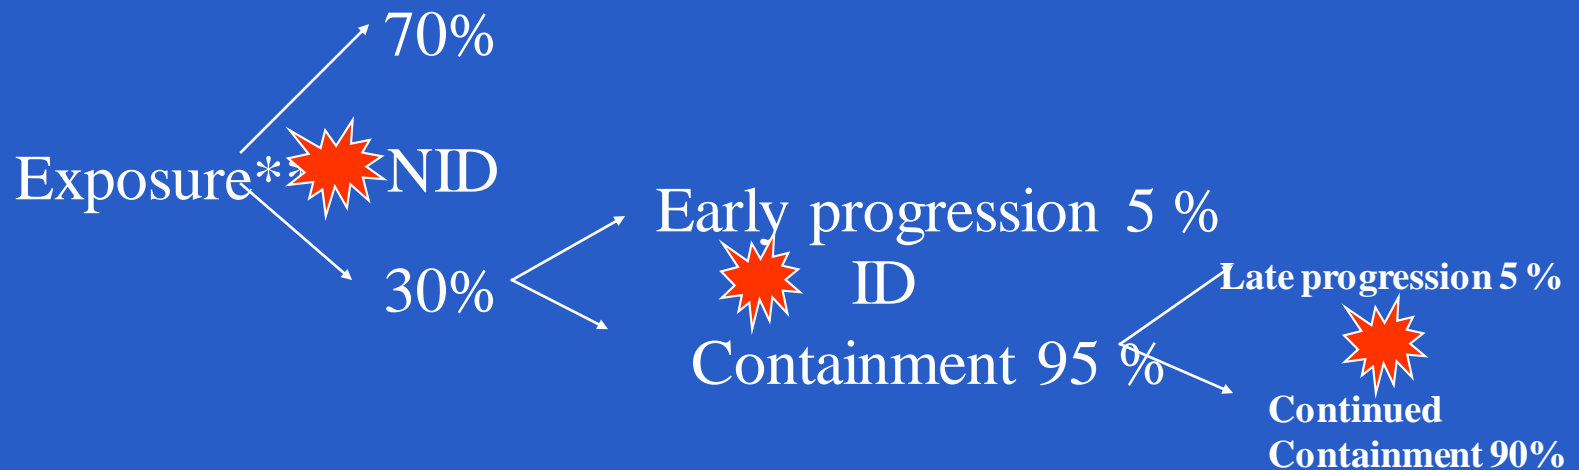 70%
Exposure**
NID
30%
Early progression 5 %
ID
Containment 95 %
Late progression 5 %
Continued
Containment 90%